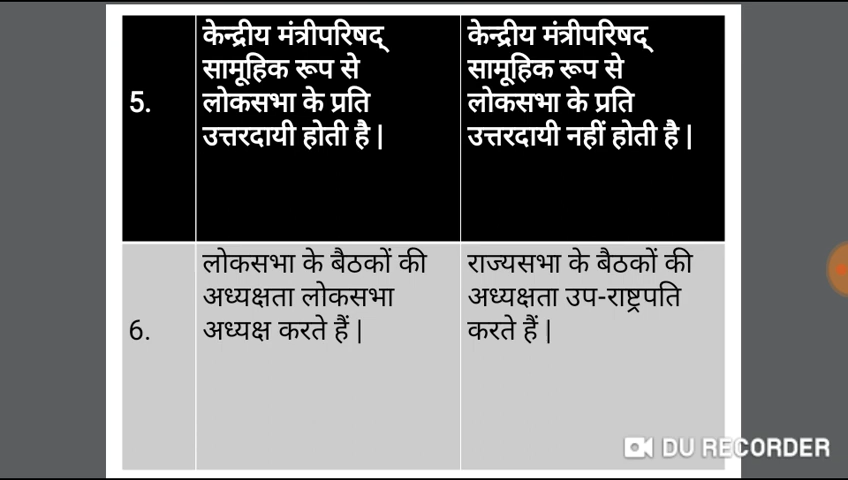 5.
केन्द्रीय मंत्रीपरिषद्
सामूहिक रूप से
लोकसभा के प्रति
उत्तरदायी होती है |
केन्द्रीय मंत्रीपरिषद्
सामूहिक रूप से
लोकसभा के प्रति
उत्तरदायी नहीं होती है |
6.
लोकसभा के बैठकों की
अध्यक्षता लोकसभा
अध्यक्ष करते हैं |
राज्यसभा के बैठकों की
अध्यक्षता उप-राष्ट्रपति
करते हैं |
DU RECORDER